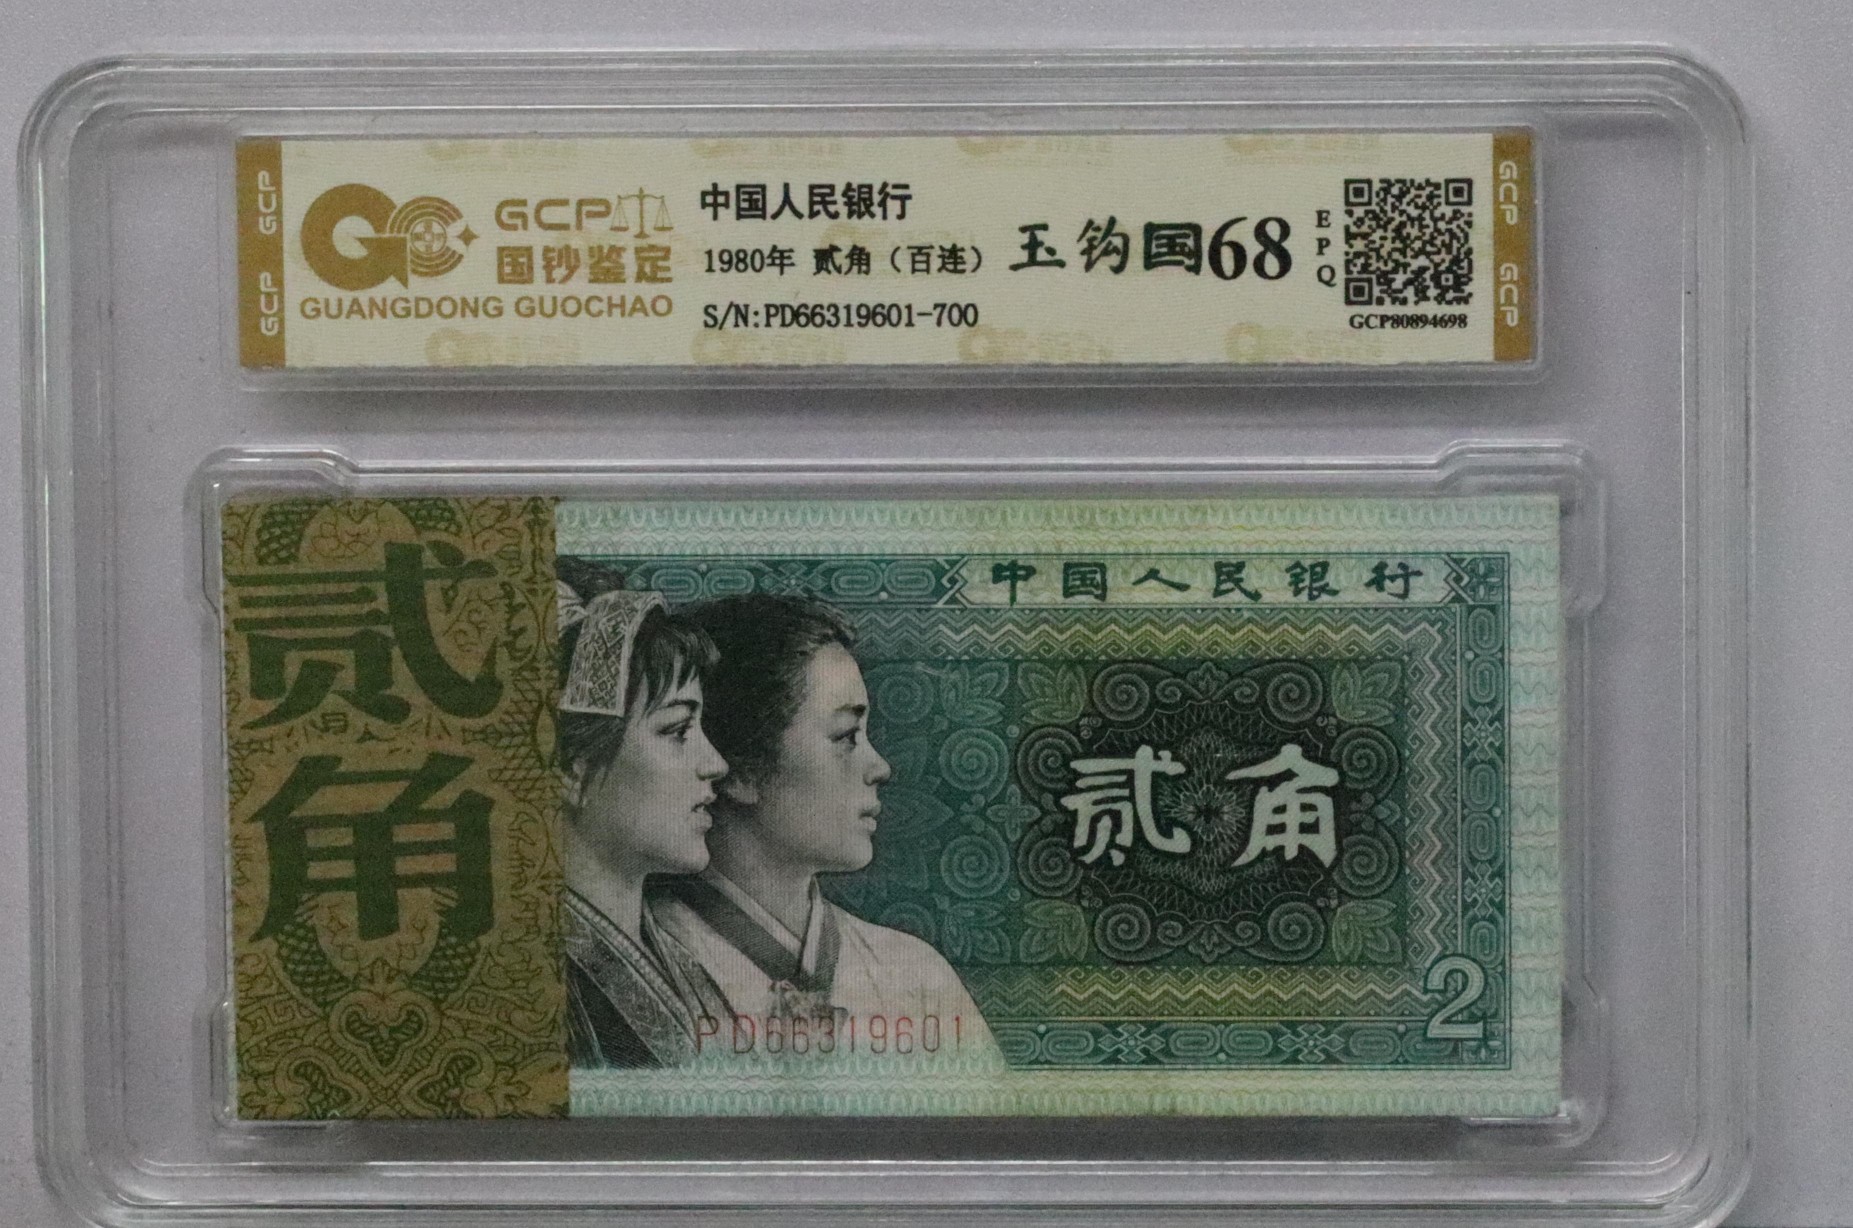 GCP
GCP
GCP
国钞鉴定
GUANGDONG GUOCHAO
中国人民银行
1980年 贰角（百连）
S/N:PD66319601-700
玉钩国68
EPQ
GCP80894698
GCP
GCP
贰角
中国人民银行
贰角
2
PD66319601